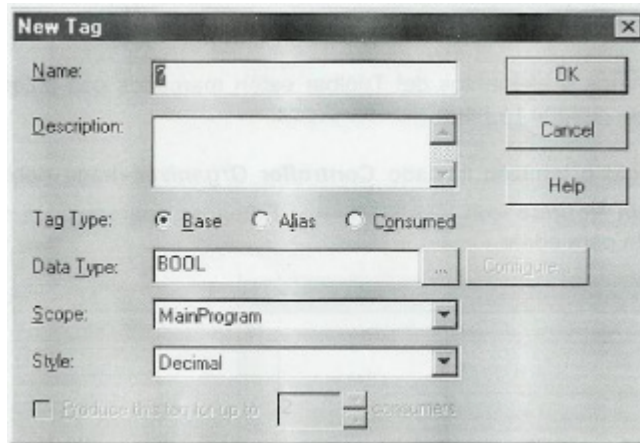 New Tag
Name: ? OK
Description: Cancel
Help
Tag Type: Base Alias Consumed
Data Type: BOOL ... Configure...
Scope: MainProgram
Style: Decimal
Produce this tag for up to 2 consumers